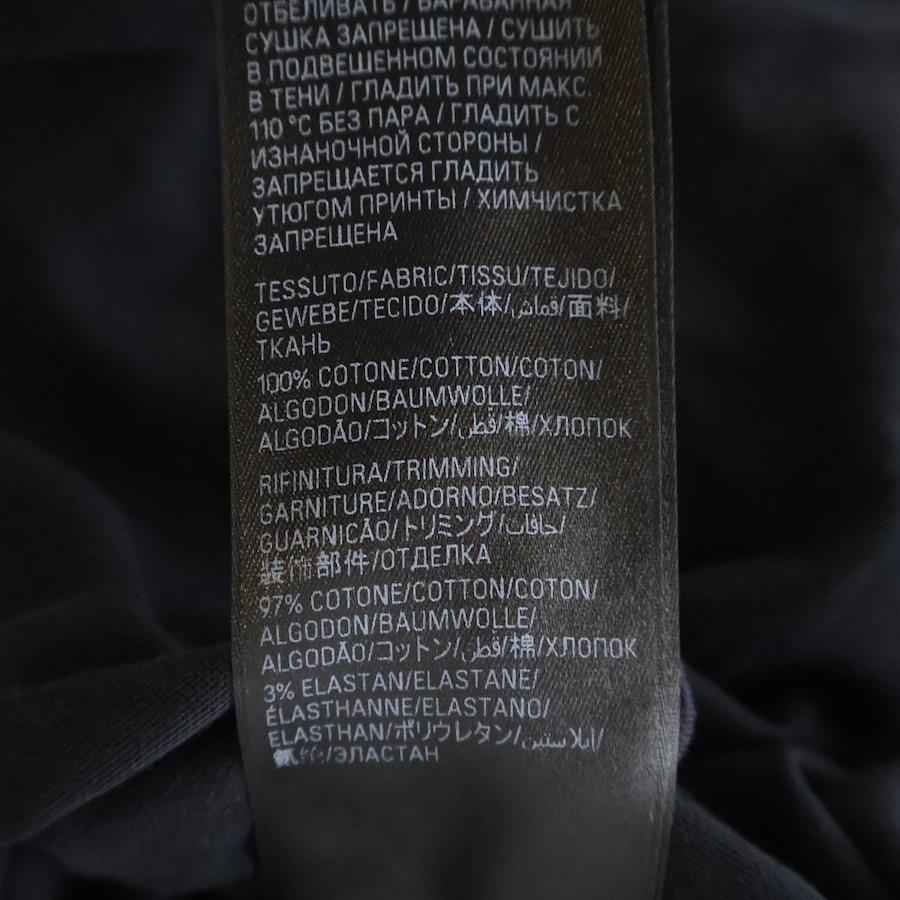 ОТБЕЛИВАТЬ / БАРАБАННАЯ
СУШКА ЗАПРЕЩЕНА / СУШИТЬ
В ПОДВЕШЕННОМ СОСТОЯНИИ
В ТЕНИ / ГЛАДИТЬ ПРИ МАКС
110 °C БЕЗ ПАРА / ГЛАДИТЬ С
ИЗНАНОЧНОЙ СТОРОНЫ /
ЗАПРЕЩАЕТСЯ ГЛАДИТЬ
УТЮГОМ ПРИНТЫ / ХИМЧИСТКА
ЗАПРЕЩЕНА
TESSUTO/FABRIC/TISSU/TEJIDO/
GEWEBE/TECIDO/本体/قماش/面料/
ТКАНЬ
100% COTONE/COTTON/COTON/
ALGODON/BAUMWOLLE/
ALGODÃO/コットン/قطن/棉/ХЛОПОК
RIFINITURA/TRIMMING/
GARNITURE/ADORNO/BESATZ/
GUARNICÃO/トリミング/حافات/
装饰部件/ОТДЕЛКА
97% COTONE/COTTON/COTON/
ALGODON/BAUMWOLLE/
ALGODÃO/コットン/قطن/棉/ХЛОПОК
3% ELASTAN/ELASTANE/
ÉLASTHANNE/ELASTANO/
ELASTHAN/ポリウレタン/إيلاستين/
/ЭЛАСТАН